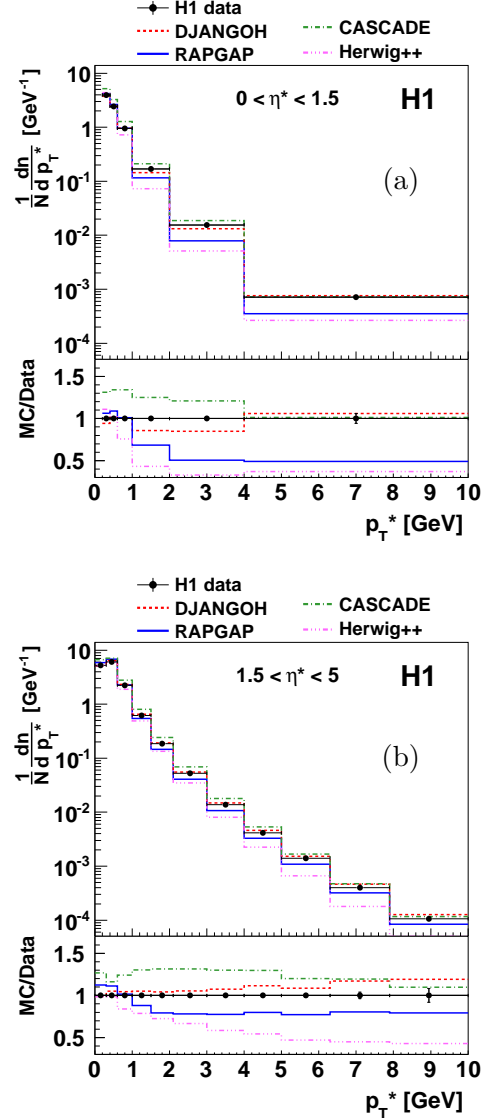 H1 data
DJANGOH CASCADE
RAPGAP Herwig++
0 < η* < 1.5 H1
(a)
1/N dn/d p_T* [GeV⁻¹]
10
1
10⁻¹
10⁻²
10⁻³
10⁻⁴
MC/Data
1.5
1
0.5
0 1 2 3 4 5 6 7 8 9 10
p_T* [GeV]
H1 data
DJANGOH CASCADE
RAPGAP Herwig++
1.5 < η* < 5 H1
(b)
1/N dn/d p_T* [GeV⁻¹]
10
1
10⁻¹
10⁻²
10⁻³
10⁻⁴
MC/Data
1.5
1
0.5
0 1 2 3 4 5 6 7 8 9 10
p_T* [GeV]